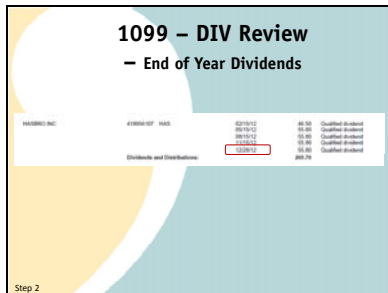 1099 – DIV Review
– End of Year Dividends
HASBRO INC 418056107 HAS 02/15/12 46.50 Qualified dividend
05/15/12 55.80 Qualified dividend
08/15/12 55.80 Qualified dividend
11/15/12 55.80 Qualified dividend
12/28/12 55.80 Qualified dividend
Dividends and Distributions: 269.70
Step 2